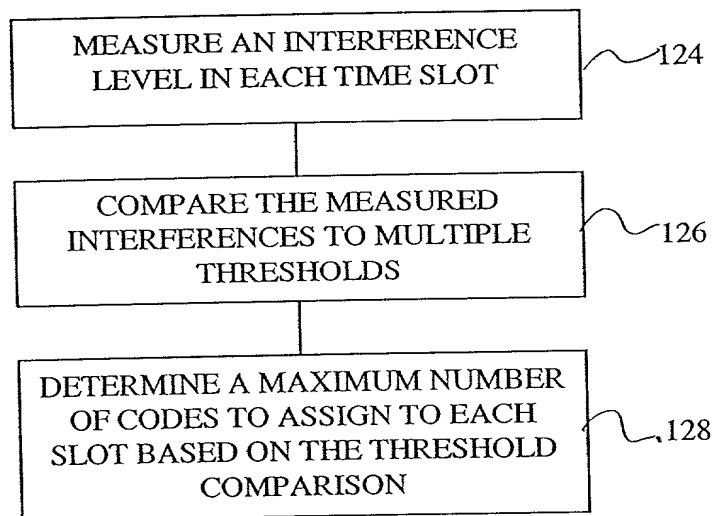 MEASURE AN INTERFERENCE
LEVEL IN EACH TIME SLOT
124
COMPARE THE MEASURED
INTERFERENCES TO MULTIPLE
THRESHOLDS
126
DETERMINE A MAXIMUM NUMBER
OF CODES TO ASSIGN TO EACH
SLOT BASED ON THE THRESHOLD
COMPARISON
128